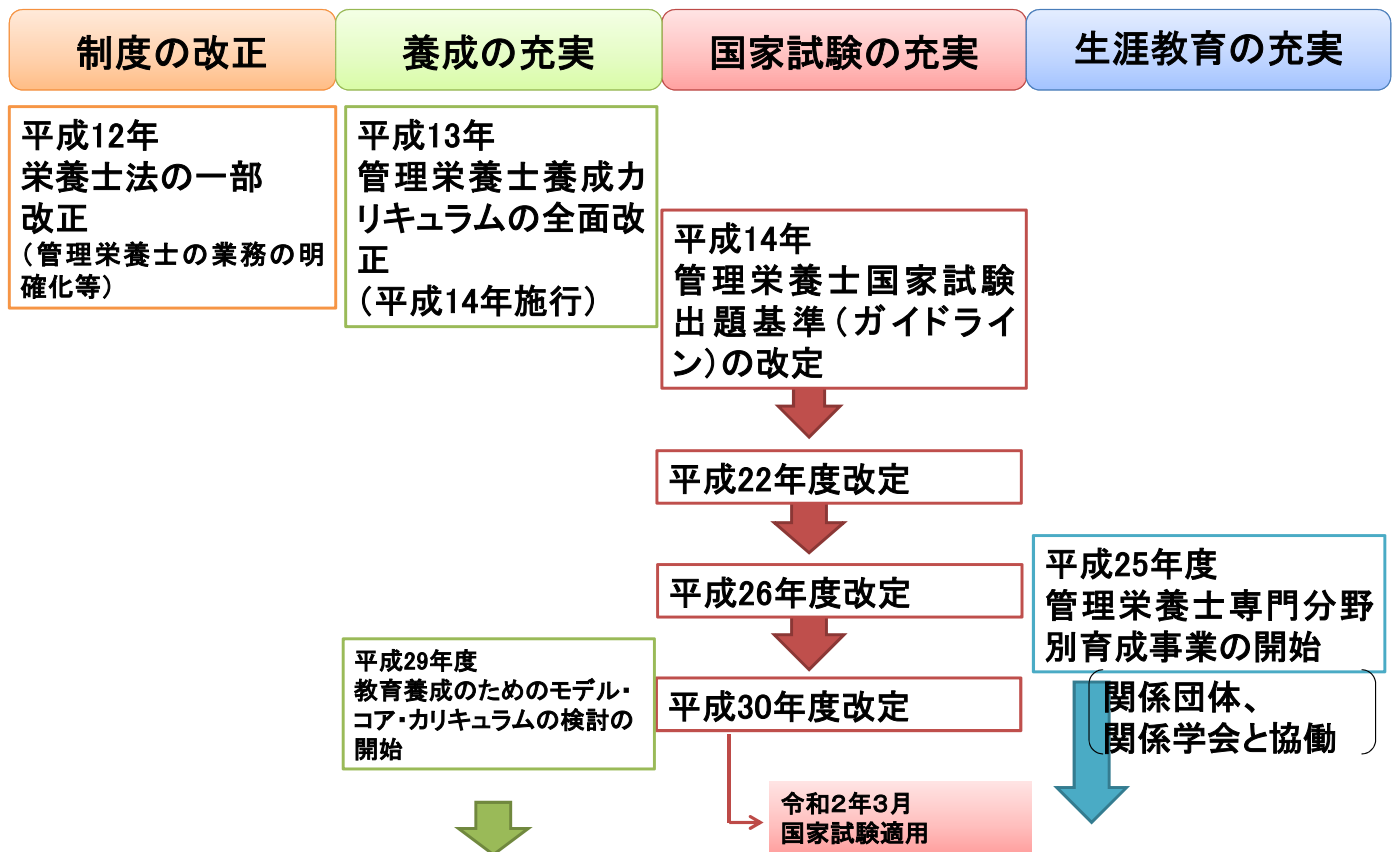 制度の改正
養成の充実
国家試験の充実
生涯教育の充実
平成12年
栄養士法の一部
改正
（管理栄養士の業務の明
確化等）
平成13年
管理栄養士養成カ
リキュラムの全面改
正
（平成14年施行）
平成14年
管理栄養士国家試験
出題基準（ガイドライ
ン）の改定
平成22年度改定
平成26年度改定
平成30年度改定
令和２年３月
国家試験適用
平成29年度
教育養成のためのモデル・
コア・カリキュラムの検討の
開始
平成25年度
管理栄養士専門分野
別育成事業の開始
関係団体、
関係学会と協働